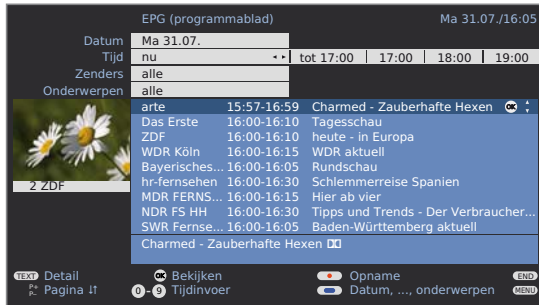 EPG (programmablad) Ma 31.07./16:05
Datum Ma 31.07.
Tijd nu tot 17:00 17:00 18:00 19:00
Zenders alle
Onderwerpen alle
arte 15:57-16:59 Charmed - Zauberhafte Hexen OK
Das Erste 16:00-16:10 Tagesschau
ZDF 16:00-16:10 heute - in Europa
WDR Köln 16:00-16:15 WDR aktuell
Bayerisches... 16:00-16:05 Rundschau
hr-fernsehen 16:00-16:30 Schlemmerreise Spanien
2 ZDF
MDR FERNS... 16:00-16:15 Hier ab vier
NDR FS HH 16:00-16:30 Tipps und Trends - Der Verbraucher...
SWR Fernse... 16:00-16:05 Baden-Württemberg aktuell
Charmed - Zauberhafte Hexen
TEXT Detail OK Bekijken Opname END
P+ P- Pagina 0-9 Tijdinvoer Datum, ..., onderwerpen MENU